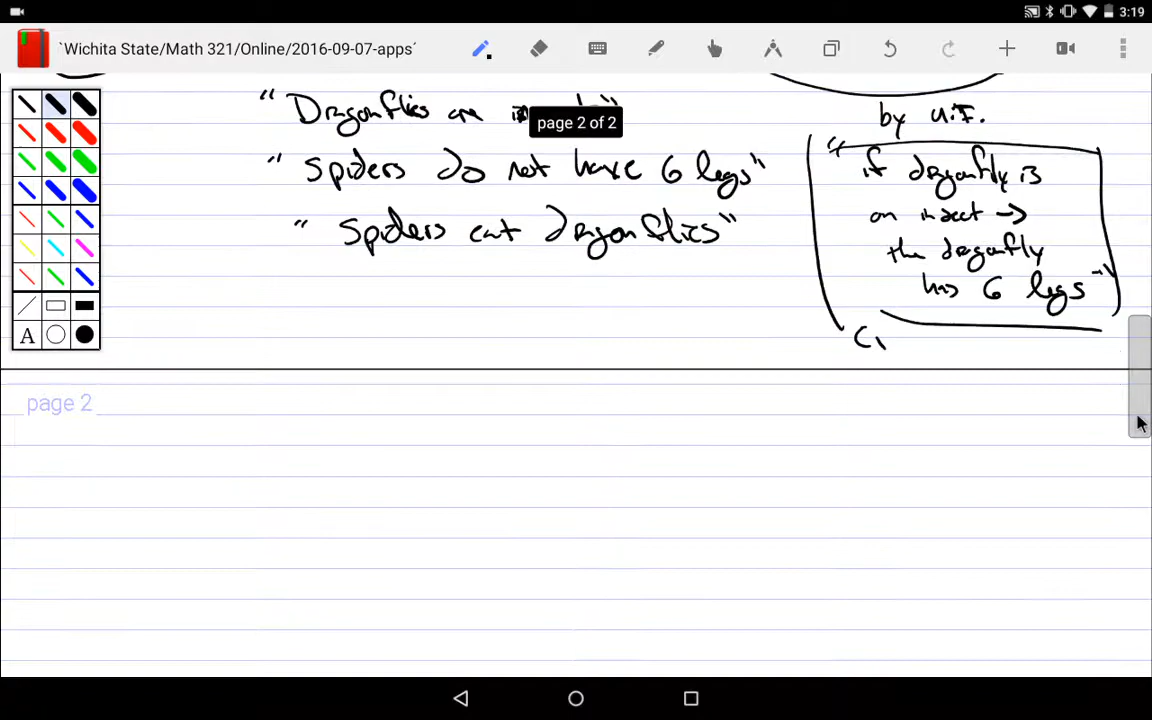 3:19
`Wichita State/Math 321/Online/2016-09-07-apps`
"Dragonflies are
page 2 of 2
"Spiders do not have 6 legs"
"Spiders eat dragonflies"
by U.I.
"if dragonfly is
an insect →
the dragonfly
has 6 legs"
A
page 2